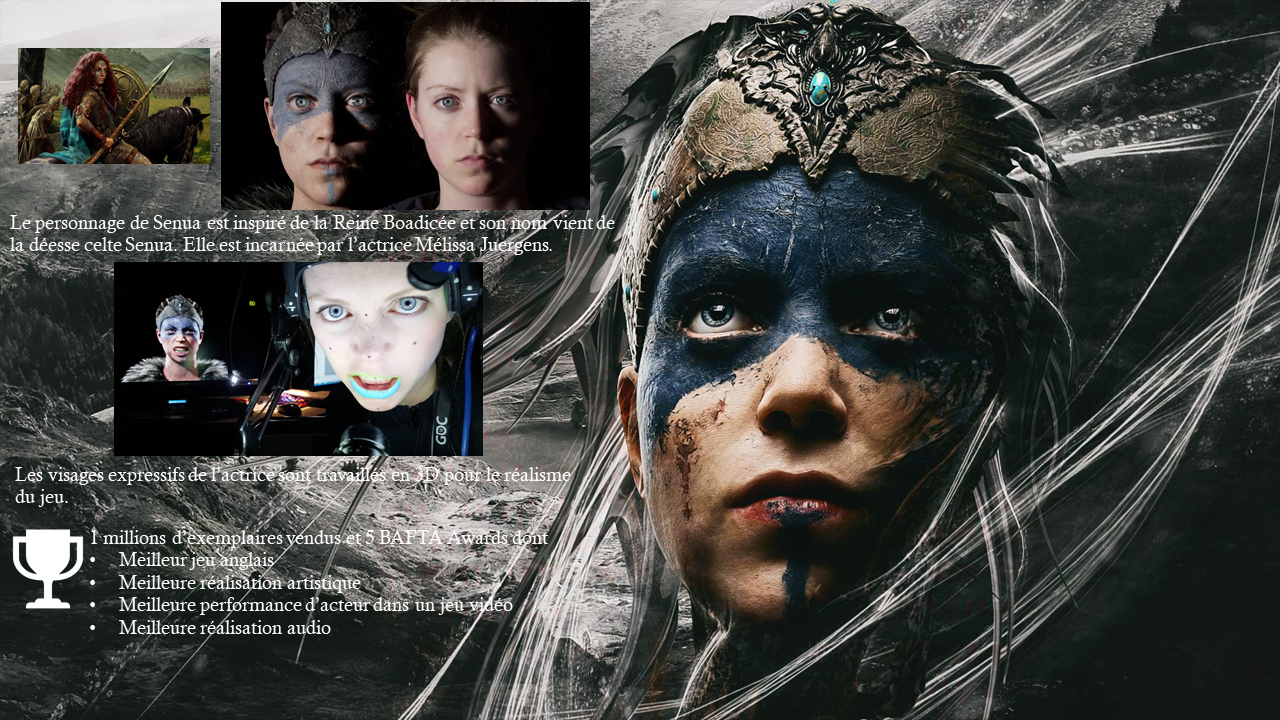 Le personnage de Senua est inspiré de la Reine Boadicée et son nom vient de
la déesse celte Senua. Elle est incarnée par l'actrice Mélissa Juergens.
GDC
Les visages expressifs de l'actrice sont travaillés en 3D pour le réalisme
du jeu.
1 millions d'exemplaires vendus et 5 BAFTA Awards dont
• Meilleur jeu anglais
• Meilleure réalisation artistique
• Meilleure performance d'acteur dans un jeu vidéo
• Meilleure réalisation audio